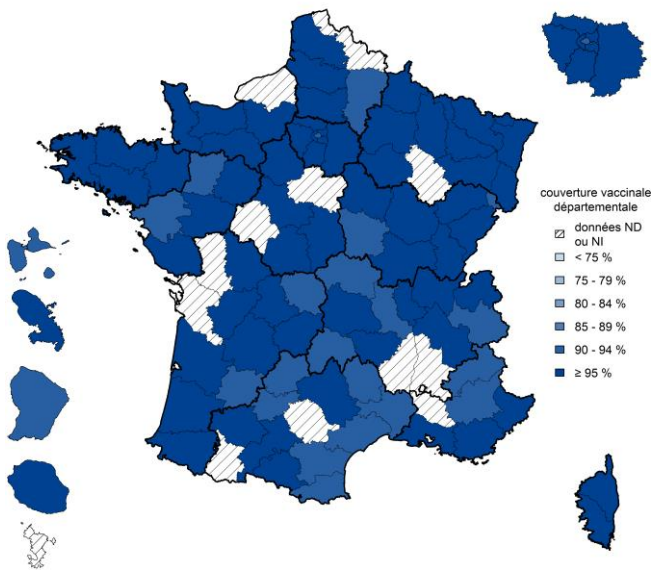 couverture vaccinale
départementale
données ND
ou NI
< 75 %
75 - 79 %
80 - 84 %
85 - 89 %
90 - 94 %
≥ 95 %